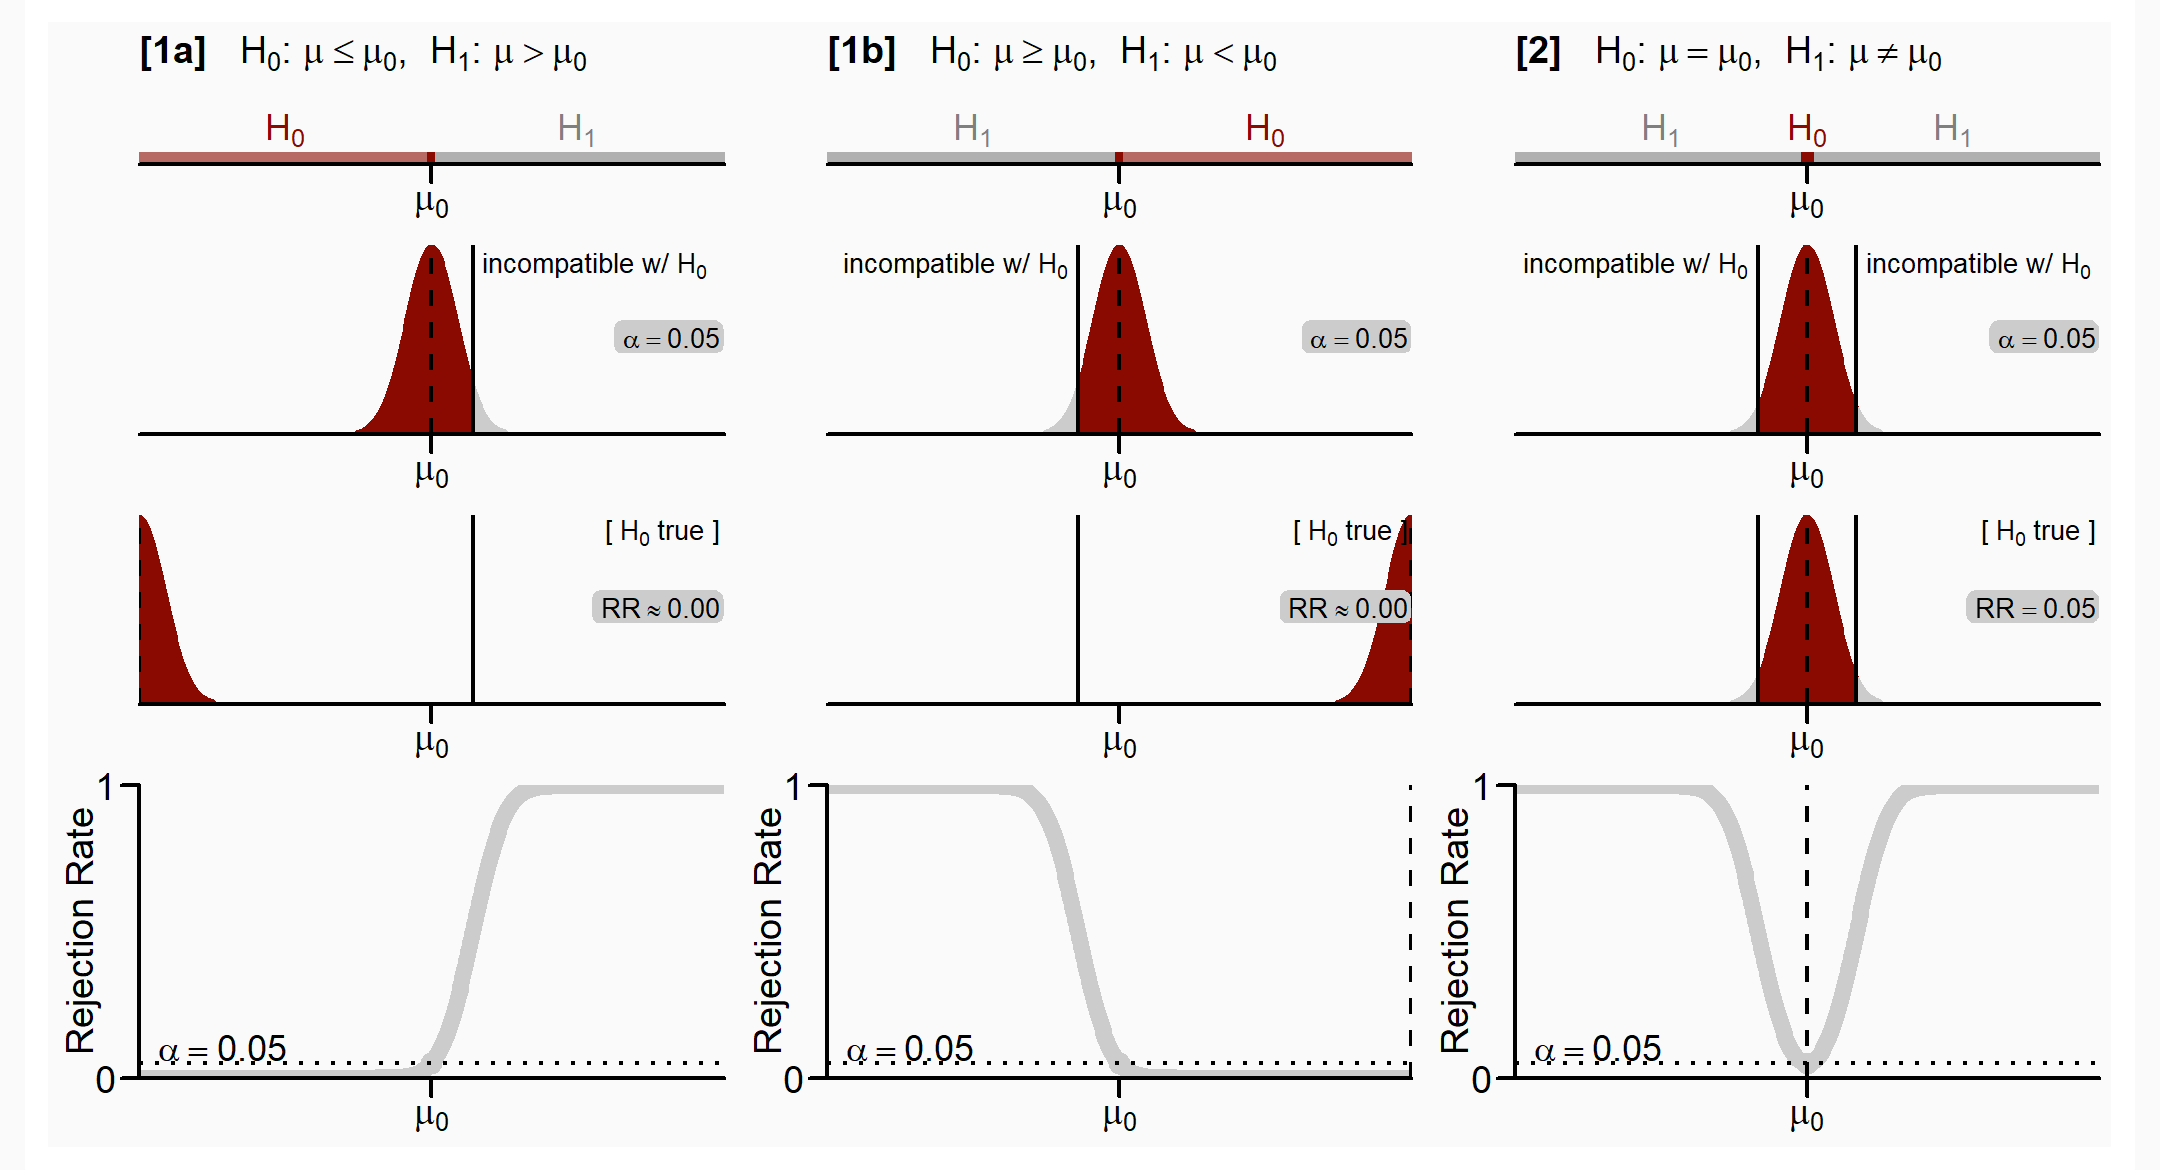 [1a] H₀: μ ≤ μ₀, H₁: μ > μ₀
H₀ H₁
μ₀
incompatible w/ H₀
α = 0.05
μ₀
[ H₀ true ]
RR ≈ 0.00
μ₀
Rejection Rate
1
α = 0.05
0
μ₀
[1b] H₀: μ ≥ μ₀, H₁: μ < μ₀
H₁ H₀
μ₀
incompatible w/ H₀
α = 0.05
μ₀
[ H₀ true ]
RR ≈ 0.00
μ₀
Rejection Rate
1
α = 0.05
0
μ₀
[2] H₀: μ = μ₀, H₁: μ ≠ μ₀
H₁ H₀ H₁
μ₀
incompatible w/ H₀ incompatible w/ H₀
α = 0.05
μ₀
[ H₀ true ]
RR = 0.05
μ₀
Rejection Rate
1
α = 0.05
0
μ₀